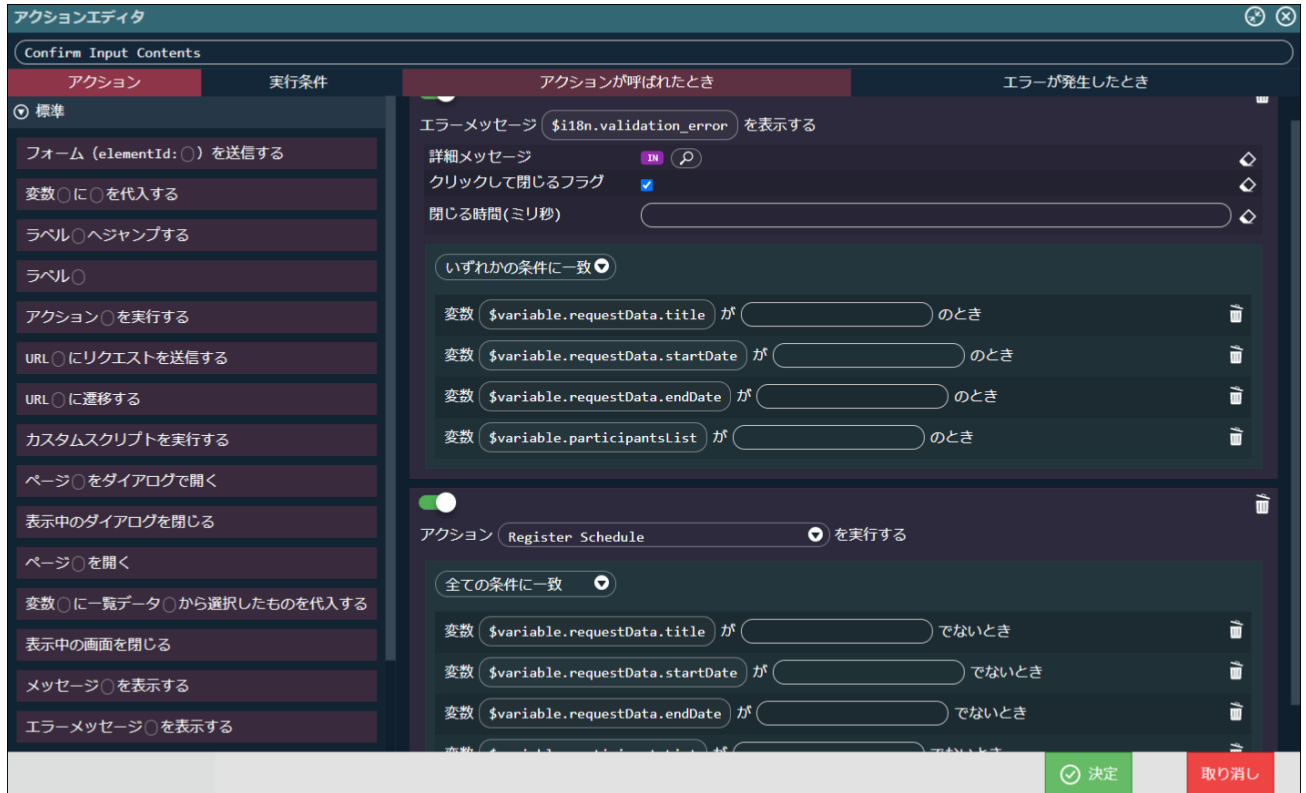 アクションエディタ
Confirm Input Contents
アクション 実行条件 アクションが呼ばれたとき エラーが発生したとき
標準
フォーム (elementId:○) を送信する
変数○に○を代入する
ラベル○へジャンプする
ラベル○
アクション○を実行する
URL○にリクエストを送信する
URL○に遷移する
カスタムスクリプトを実行する
ページ○をダイアログで開く
表示中のダイアログを閉じる
ページ○を開く
変数○に一覧データ○から選択したものを代入する
表示中の画面を閉じる
メッセージ○を表示する
エラーメッセージ○を表示する
エラーメッセージ $i18n.validation_error を表示する
詳細メッセージ IN
クリックして閉じるフラグ
閉じる時間(ミリ秒)
いずれかの条件に一致
変数 $variable.requestData.title が のとき
変数 $variable.requestData.startDate が のとき
変数 $variable.requestData.endDate が のとき
変数 $variable.participantsList が のとき
アクション Register Schedule を実行する
全ての条件に一致
変数 $variable.requestData.title が でないとき
変数 $variable.requestData.startDate が でないとき
変数 $variable.requestData.endDate が でないとき
決定 取り消し